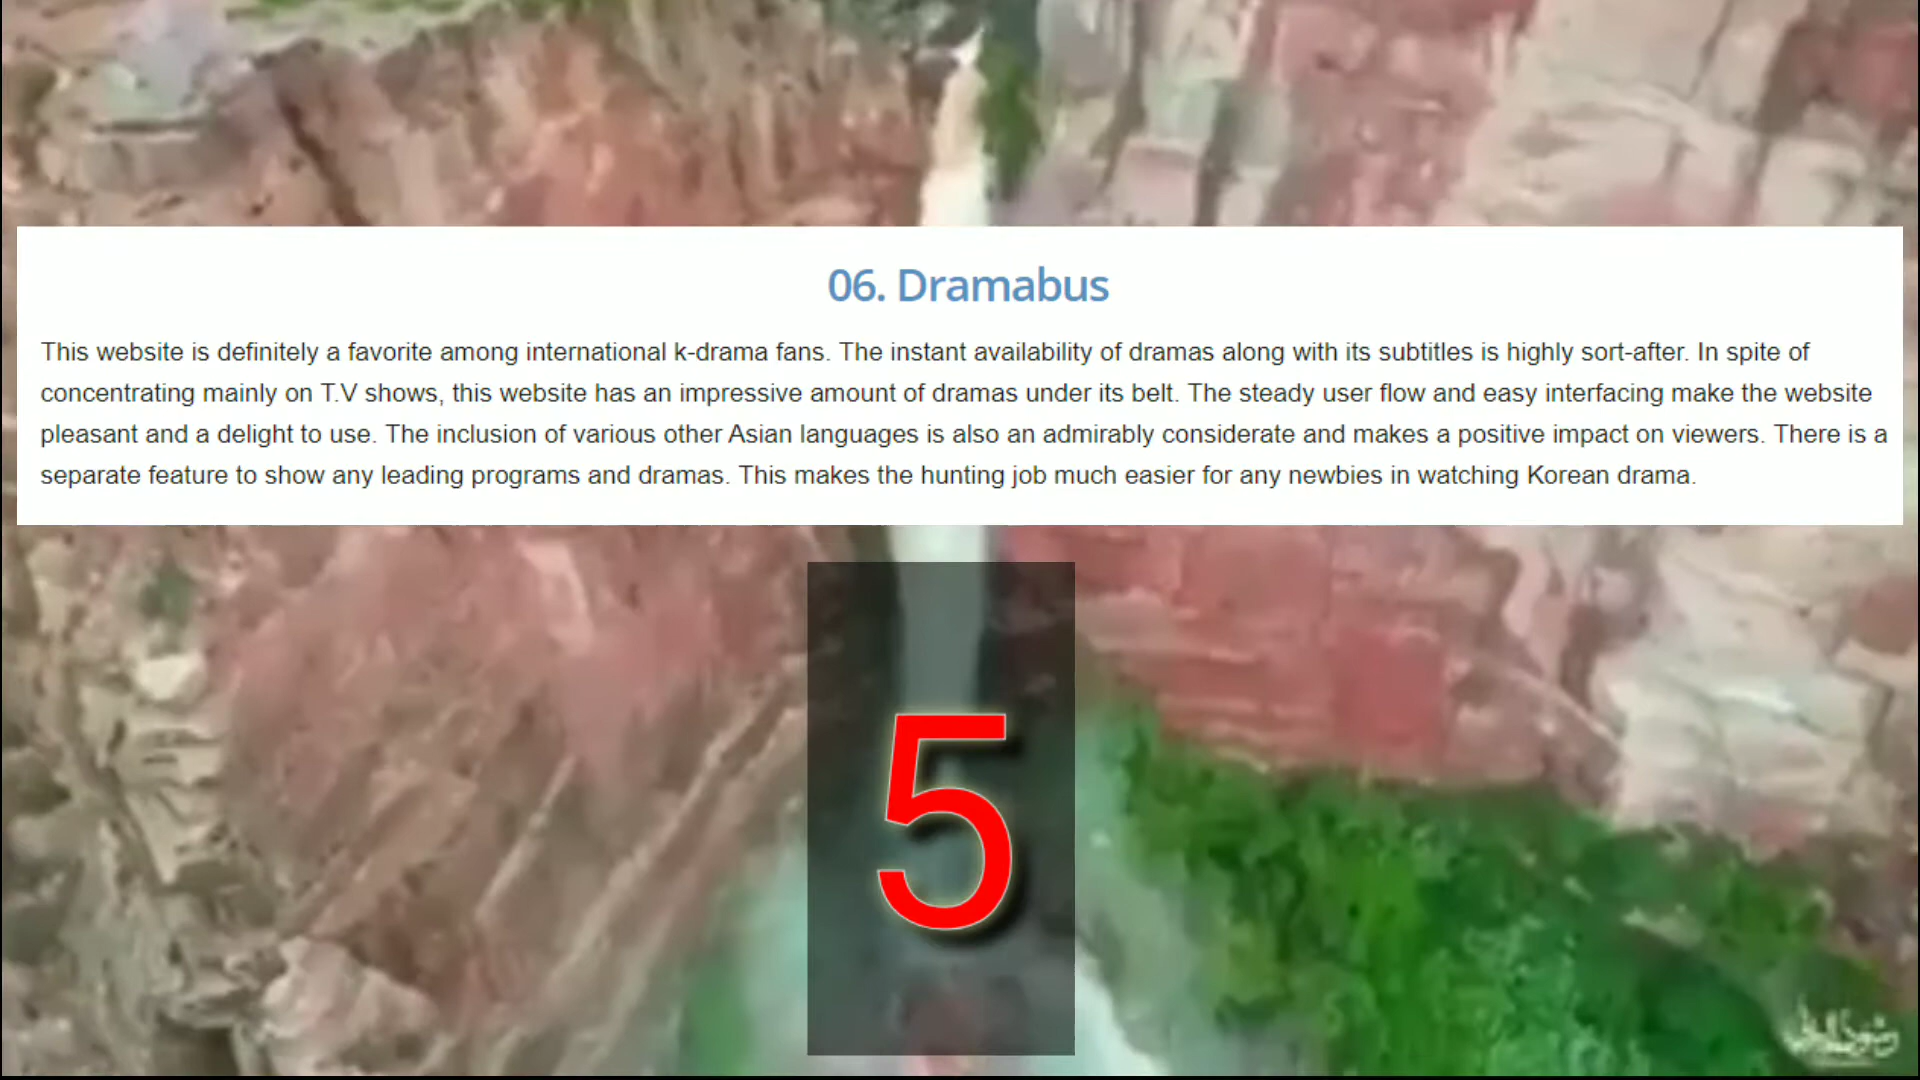 06. Dramabus
This website is definitely a favorite among international k-drama fans. The instant availability of dramas along with its subtitles is highly sort-after. In spite of
concentrating mainly on T.V shows, this website has an impressive amount of dramas under its belt. The steady user flow and easy interfacing make the website
pleasant and a delight to use. The inclusion of various other Asian languages is also an admirably considerate and makes a positive impact on viewers. There is a
separate feature to show any leading programs and dramas. This makes the hunting job much easier for any newbies in watching Korean drama.
5